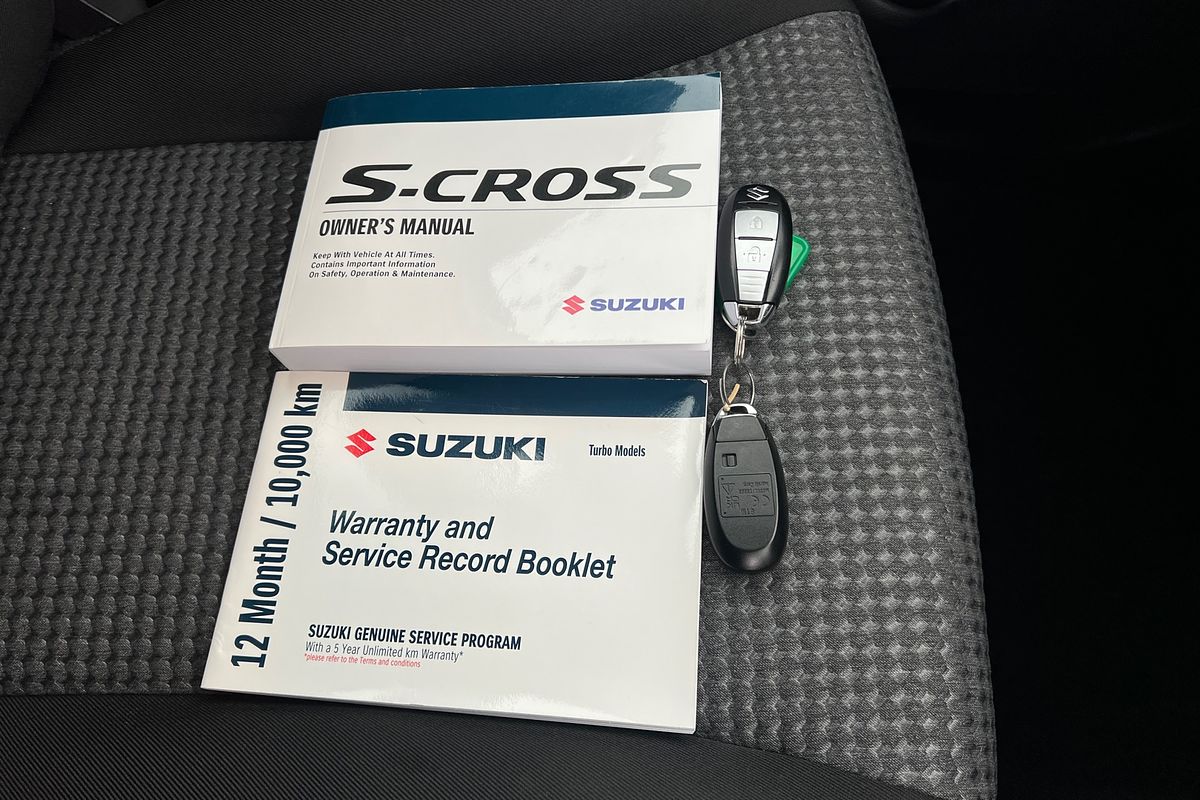 S-CROSS
OWNER'S MANUAL
Keep With Vehicle At All Times.
Contains Important Information
On Safety, Operation & Maintenance.
SUZUKI
12 Month / 10,000 km
SUZUKI
Turbo Models
Warranty and
Service Record Booklet
SUZUKI GENUINE SERVICE PROGRAM
With a 5 Year Unlimited km Warranty*
*please refer to the Terms and conditions